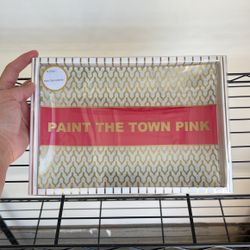 PAINT THE TOWN PINK